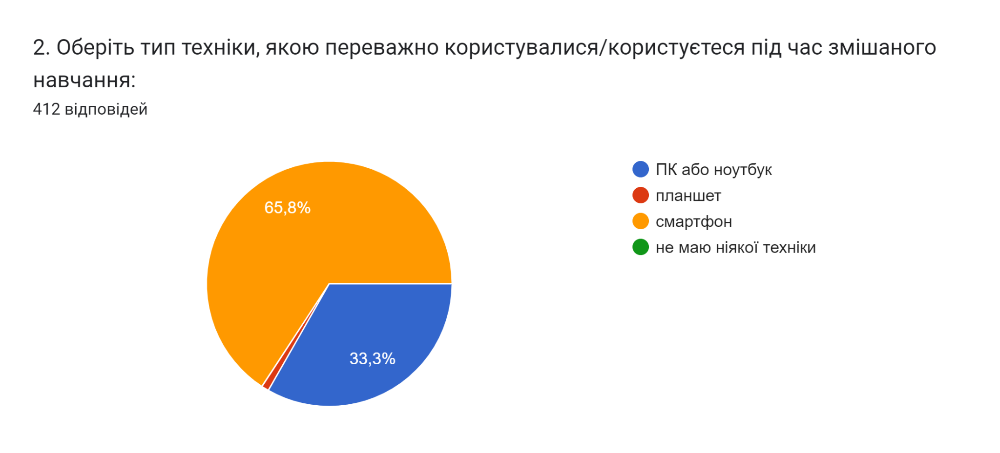 2. Оберіть тип техніки, якою переважно користувалися/користуєтеся під час змішаного
навчання:
412 відповідей
65,8%
33,3%
ПК або ноутбук
планшет
смартфон
не маю ніякої техніки